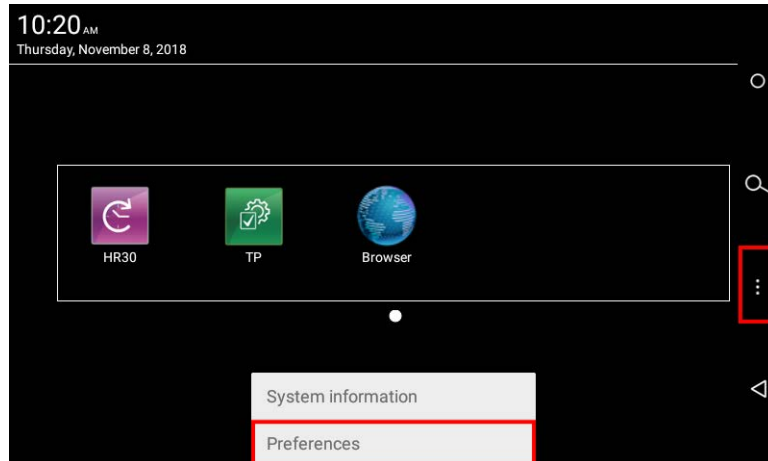 10:20 AM
Thursday, November 8, 2018
HR30
TP
Browser
System information
Preferences